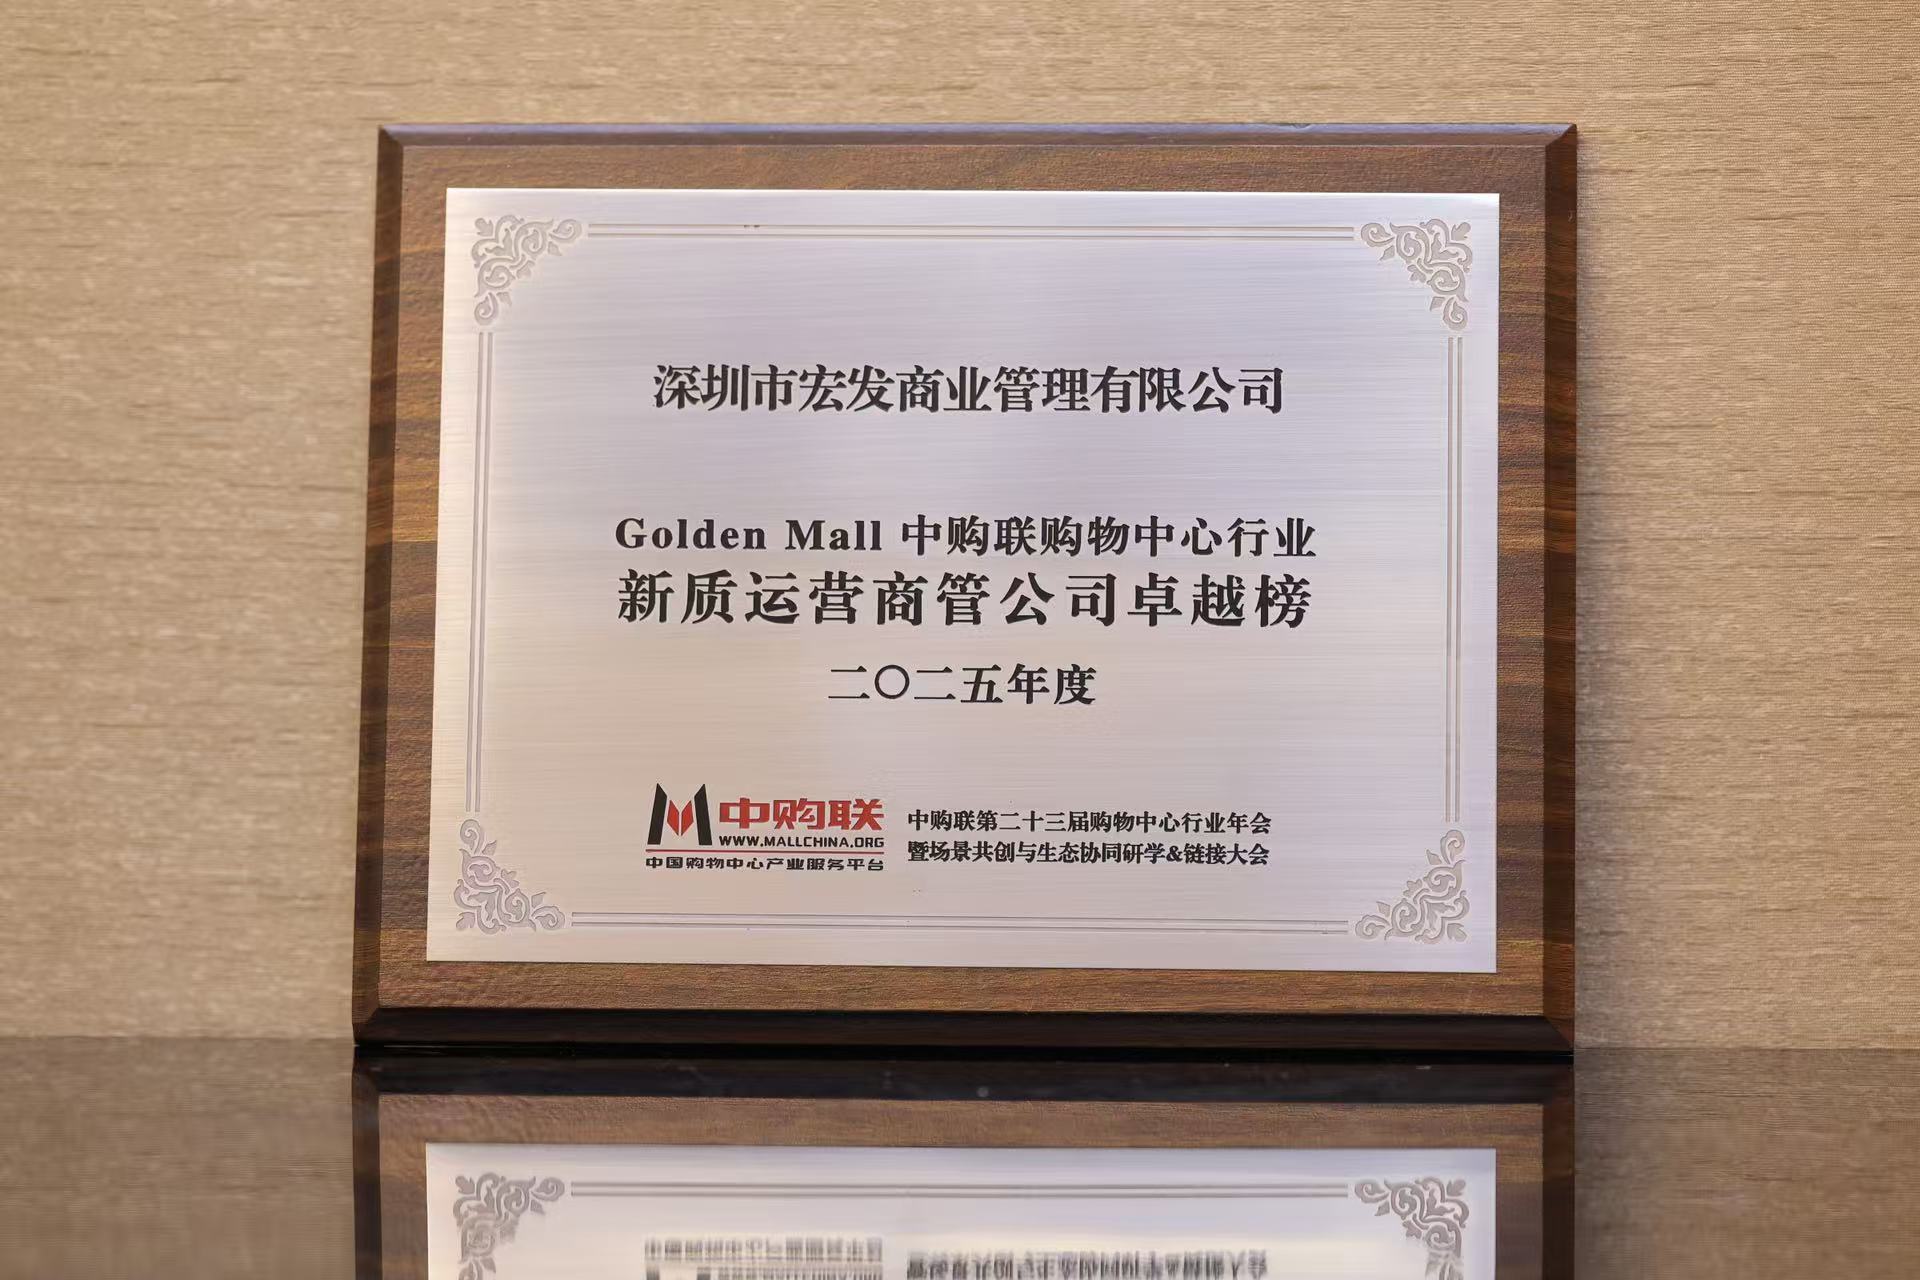 深圳市宏发商业管理有限公司
Golden Mall 中购联购物中心行业
新质运营商管公司卓越榜
二〇二五年度
中购联
WWW.MALLCHINA.ORG
中国购物中心产业服务平台
中购联第二十三届购物中心行业年会
暨场景共创与生态协同研学&链接大会